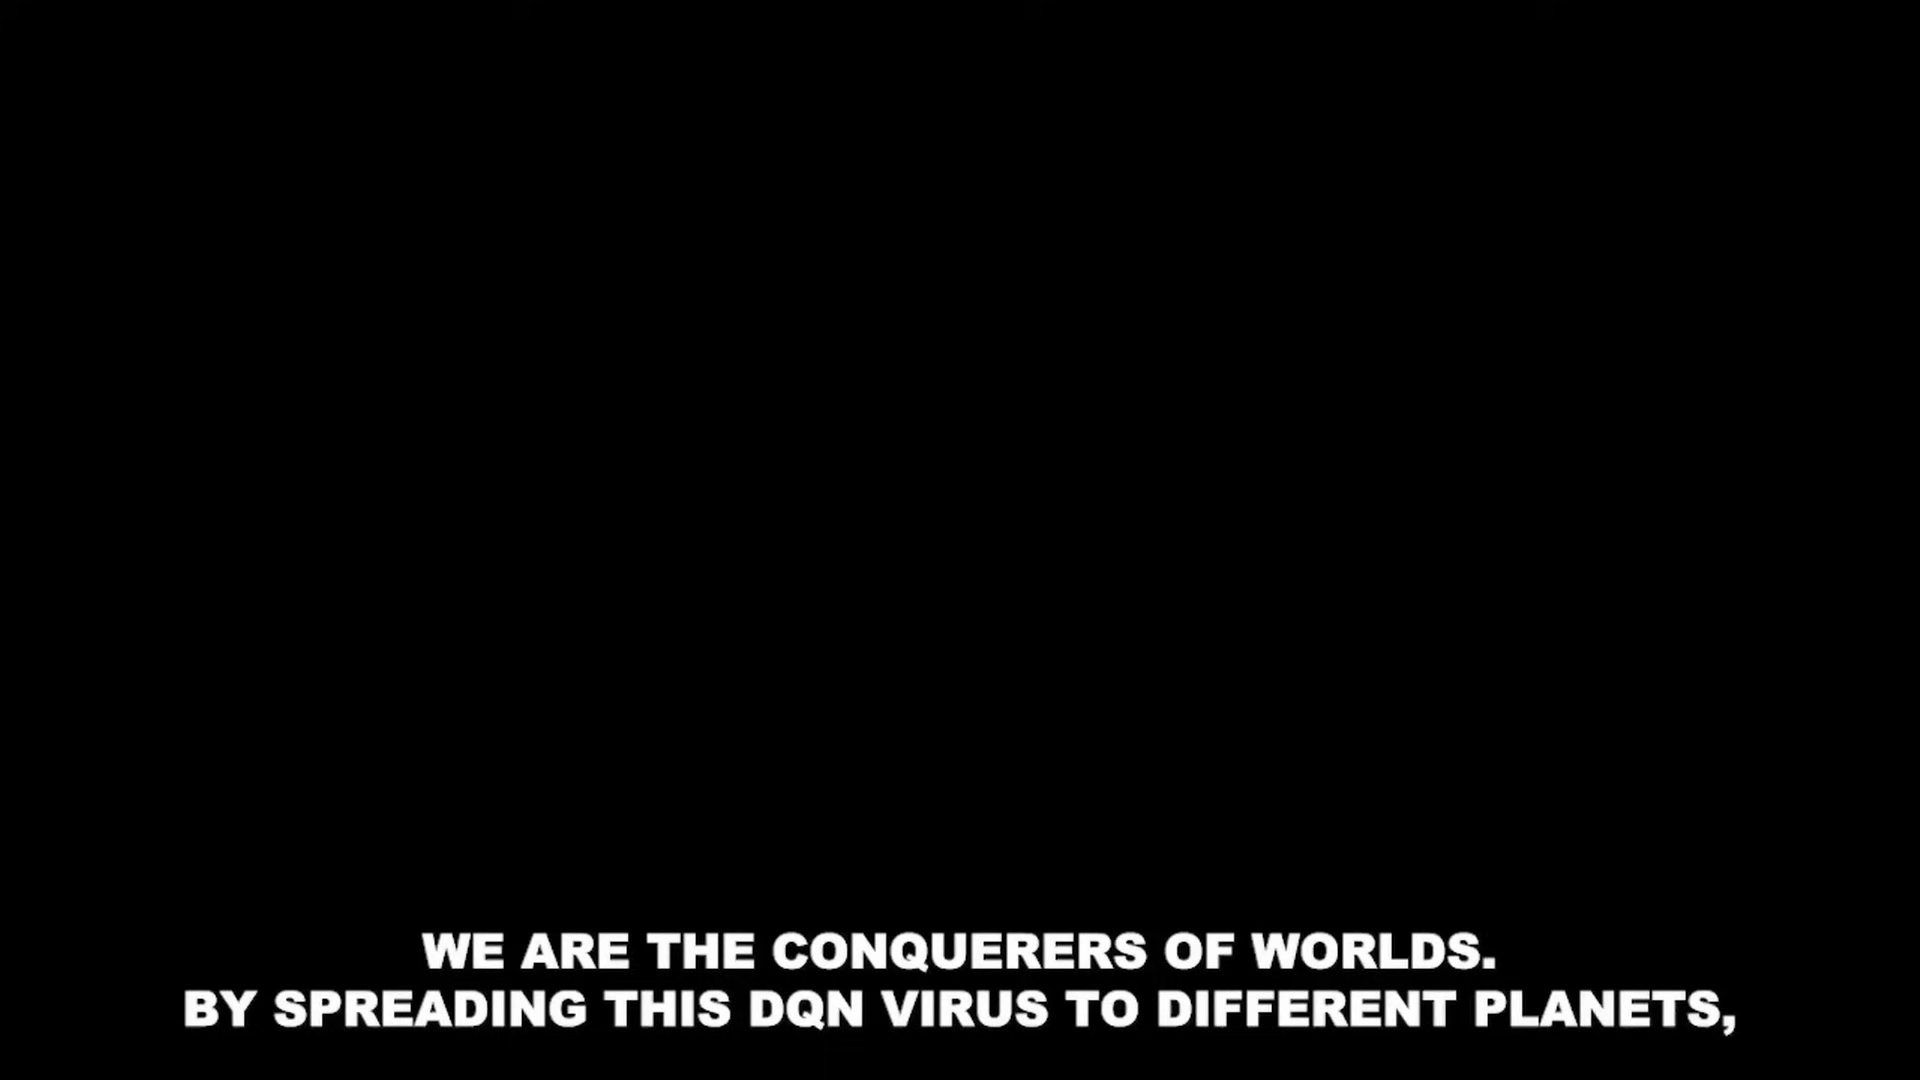 WE ARE THE CONQUERERS OF WORLDS.
BY SPREADING THIS DQN VIRUS TO DIFFERENT PLANETS,